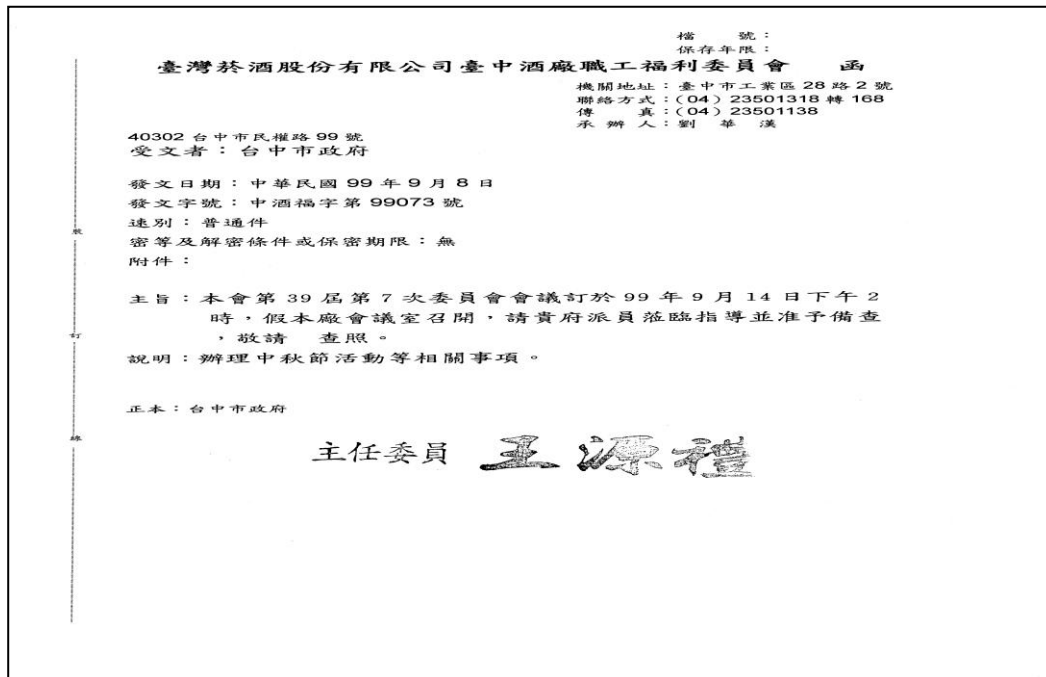 檔　　號：
保存年限：
臺灣菸酒股份有限公司臺中酒廠職工福利委員會　函
機關地址：臺中市工業區 28 路 2 號
聯絡方式：(04) 23501318 轉 168
傳　　真：(04) 23501138
承 辦 人：劉　華　漢
40302 台中市民權路 99 號
受文者：台中市政府
發文日期：中華民國 99 年 9 月 8 日
發文字號：中酒福字第 99073 號
速別：普通件
密等及解密條件或保密期限：無
附件：
主旨：本會第 39 屆第 7 次委員會會議訂於 99 年 9 月 14 日下午 2
時，假本廠會議室召開，請貴府派員蒞臨指導並准予備查
，敬請　查照。
說明：辦理中秋節活動等相關事項。
正本：台中市政府
主任委員 王源禮
裝
訂
線